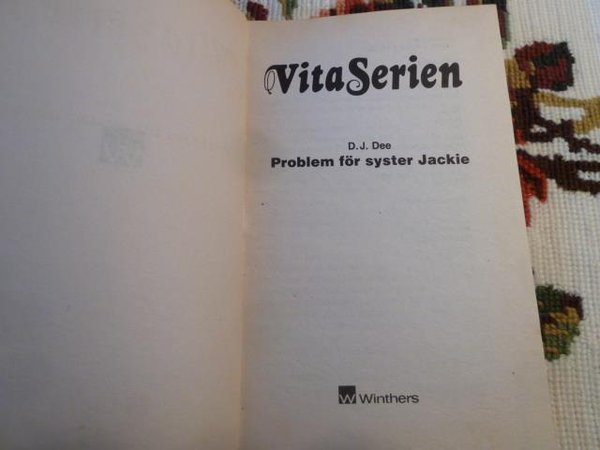 VitaSerien
D. J. Dee
Problem för syster Jackie
W Winthers